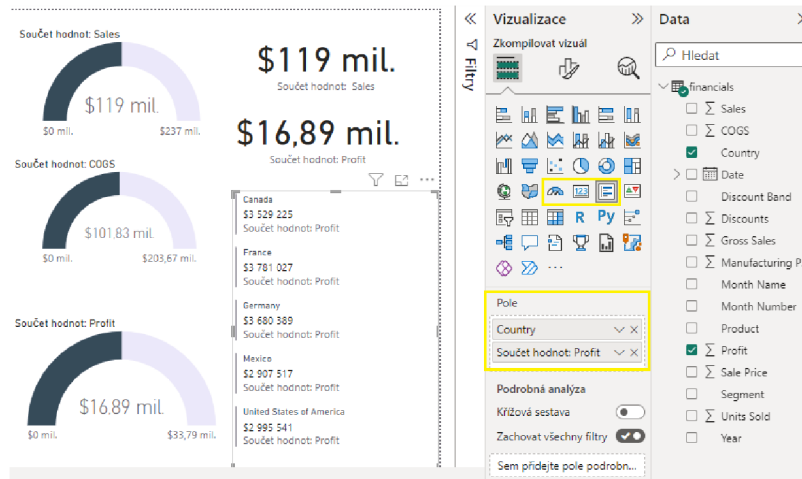 Součet hodnot: Sales
$119 mil.
$0 mil.
$237 mil.
Součet hodnot: COGS
$101,83 mil.
$0 mil.
$203,67 mil.
Součet hodnot: Profit
$16,89 mil.
$0 mil.
$33,79 mil.
$119 mil.
Součet hodnot: Sales
$16,89 mil.
Součet hodnot: Profit
Canada
$3 529 225
Součet hodnot: Profit
France
$3 781 027
Součet hodnot: Profit
Germany
$3 680 389
Součet hodnot: Profit
Mexico
$2 907 517
Součet hodnot: Profit
United States of America
$2 995 541
Součet hodnot: Profit
Filtry
Vizualizace
Zkompilovat vizuál
123
R
Py
Pole
Country
Součet hodnot: Profit
Podrobná analýza
Křížová sestava
Zachovat všechny filtry
Sem přidejte pole podrobn...
Data
Hledat
financials
Sales
COGS
Country
Date
Discount Band
Discounts
Gross Sales
Manufacturing P
Month Name
Month Number
Product
Profit
Sale Price
Segment
Units Sold
Year